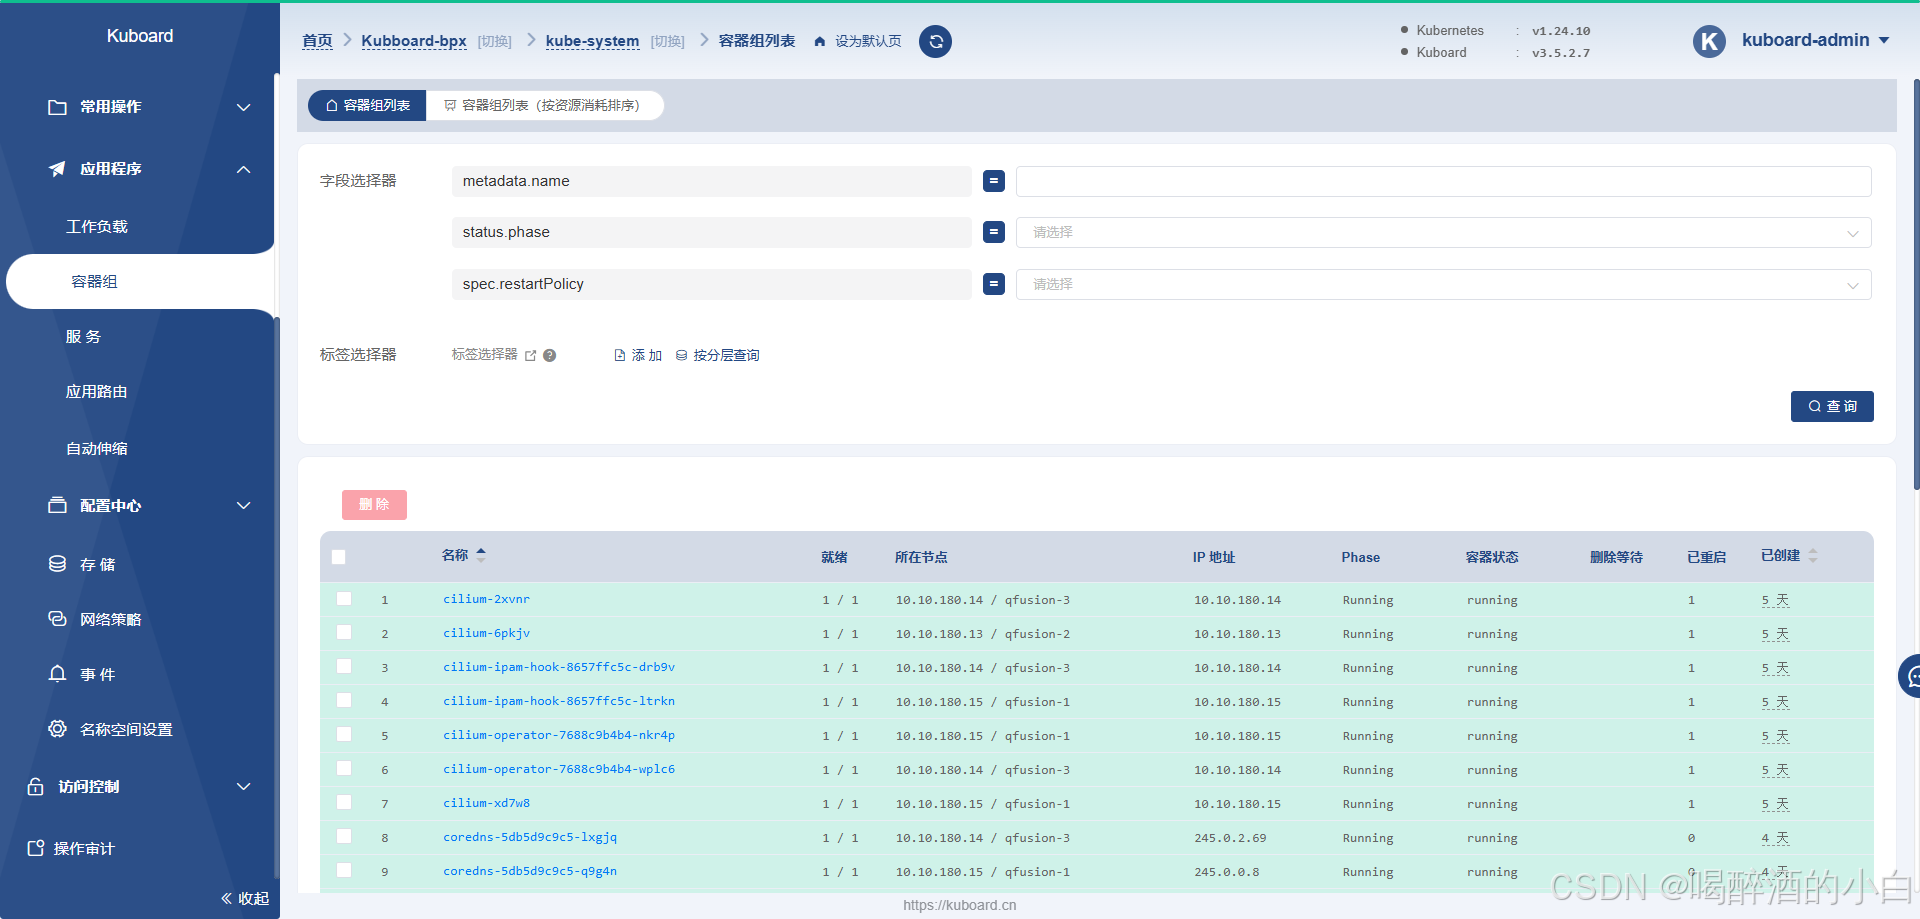 Kuboard
常用操作
应用程序
工作负载
容器组
服 务
应用路由
自动伸缩
配置中心
存 储
网络策略
事 件
名称空间设置
访问控制
操作审计
收起
首页 Kubboard-bpx [切换] kube-system [切换] 容器组列表 设为默认页
Kubernetes : v1.24.10
Kuboard : v3.5.2.7
K kuboard-admin
容器组列表 容器组列表（按资源消耗排序）
字段选择器 metadata.name =
status.phase = 请选择
spec.restartPolicy = 请选择
标签选择器 标签选择器 添 加 按分层查询
查 询
删 除
名称 就绪 所在节点 IP 地址 Phase 容器状态 删除等待 已重启 已创建
1 cilium-2xvnr 1 / 1 10.10.180.14 / qfusion-3 10.10.180.14 Running running 1 5 天
2 cilium-6pkjv 1 / 1 10.10.180.13 / qfusion-2 10.10.180.13 Running running 1 5 天
3 cilium-ipam-hook-8657ffc5c-drb9v 1 / 1 10.10.180.14 / qfusion-3 10.10.180.14 Running running 1 5 天
4 cilium-ipam-hook-8657ffc5c-ltrkn 1 / 1 10.10.180.15 / qfusion-1 10.10.180.15 Running running 1 5 天
5 cilium-operator-7688c9b4b4-nkr4p 1 / 1 10.10.180.15 / qfusion-1 10.10.180.15 Running running 1 5 天
6 cilium-operator-7688c9b4b4-wplc6 1 / 1 10.10.180.14 / qfusion-3 10.10.180.14 Running running 1 5 天
7 cilium-xd7w8 1 / 1 10.10.180.15 / qfusion-1 10.10.180.15 Running running 1 5 天
8 coredns-5db5d9c9c5-lxgjq 1 / 1 10.10.180.14 / qfusion-3 245.0.2.69 Running running 0 4 天
9 coredns-5db5d9c9c5-q9g4n 1 / 1 10.10.180.15 / qfusion-1 245.0.0.8 Running running 0 4 天
https://kuboard.cn
CSDN @喝醉酒的小白